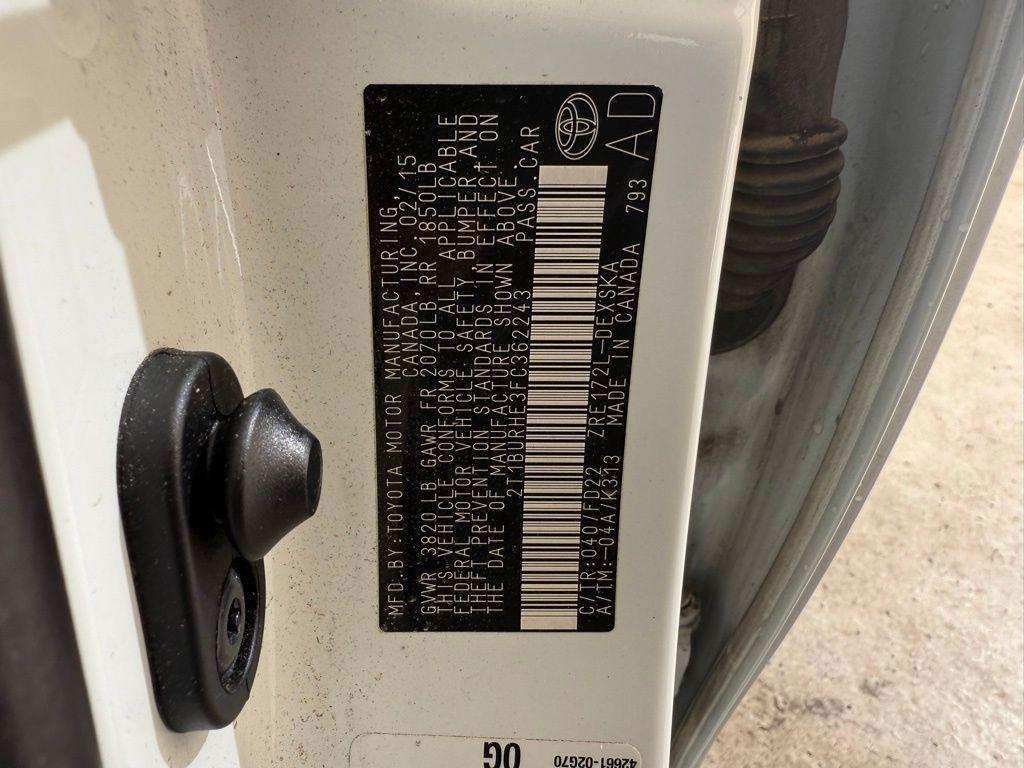 MFD.BY:TOYOTA MOTOR MANUFACTURING,
CANADA, INC. 02/15
GVWR 3820LB GAWR FR 2070LB, RR 1850LB
THIS VEHICLE CONFORMS TO ALL APPLICABLE
FEDERAL MOTOR VEHICLE SAFETY, BUMPER, AND
THEFT PREVENTION STANDARDS IN EFFECT ON
THE DATE OF MANUFACTURE SHOWN ABOVE.
2T1BURHE3FC362243 PASS.CAR
C/TR:040/FD22 ZRE172L-DEXSKA
A/TM:-04A/K313 MADE IN CANADA 793
AD
42661-02G70
0G